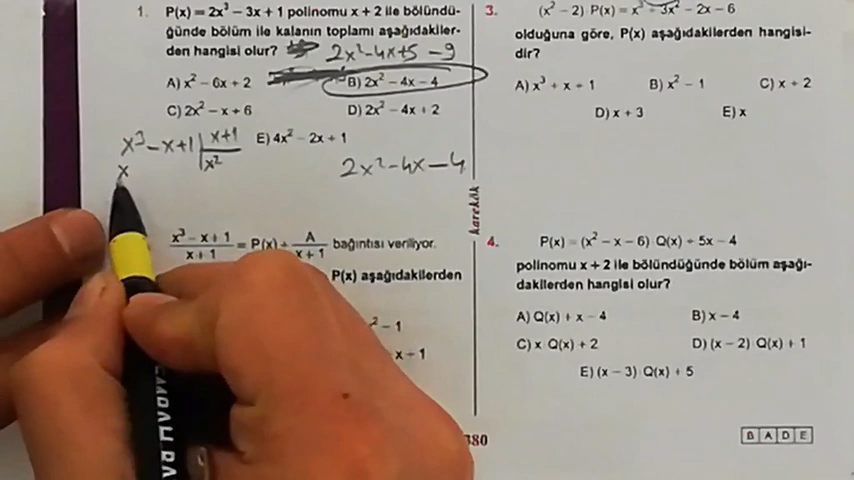 1. P(x) = 2x³ − 3x + 1 polinomu x + 2 ile bölündü-
ğünde bölüm ile kalanın toplamı aşağıdakiler-
den hangisi olur? 2x² − 4x + 5 − 9
A) x² − 6x + 2
B) 2x² − 4x − 4
C) 2x² − x + 6
D) 2x² − 4x + 2
E) 4x² − 2x + 1
x³ − x + 1 | x + 1
x²
x
2x² − 4x − 4
x³ − x + 1 / x + 1 = P(x) + A / x + 1 bağıntısı veriliyor.
P(x) aşağıdakilerden
² − 1
x + 1
3. (x² − 2) P(x) = x³ + 3x² − 2x − 6
olduğuna göre, P(x) aşağıdakilerden hangisi-
dir?
A) x³ + x + 1
B) x² − 1
C) x + 2
D) x + 3
E) x
karekök
4. P(x) = (x² − x − 6) Q(x) + 5x − 4
polinomu x + 2 ile bölündüğünde bölüm aşağı-
dakilerden hangisi olur?
A) Q(x) + x − 4
B) x − 4
C) x Q(x) + 2
D) (x − 2) Q(x) + 1
E) (x − 3) Q(x) + 5
380
B A D E